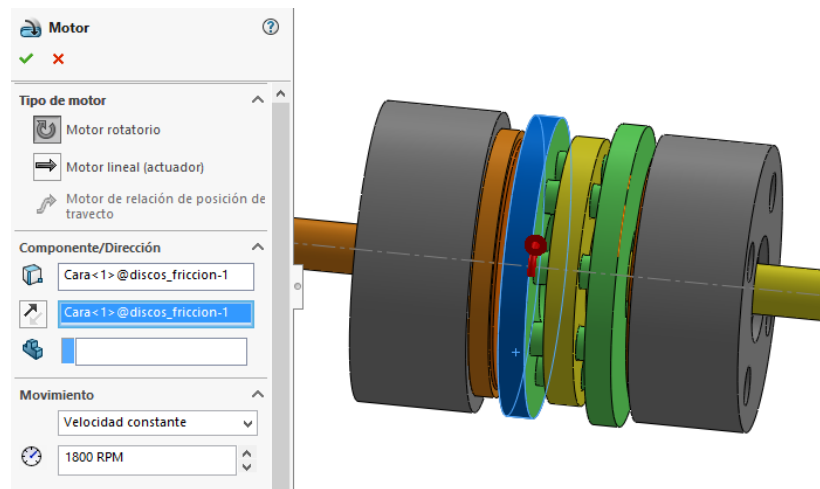 Motor
Tipo de motor
Motor rotatorio
Motor lineal (actuador)
Motor de relación de posición de
travecto
Componente/Dirección
Cara<1>@discos_friccion-1
Cara<1>@discos_friccion-1
Movimiento
Velocidad constante
1800 RPM